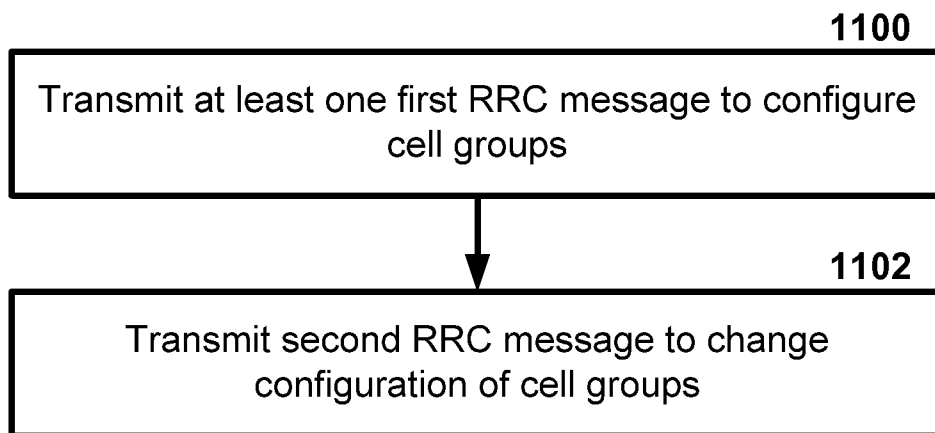 1100
Transmit at least one first RRC message to configure
cell groups
1102
Transmit second RRC message to change
configuration of cell groups